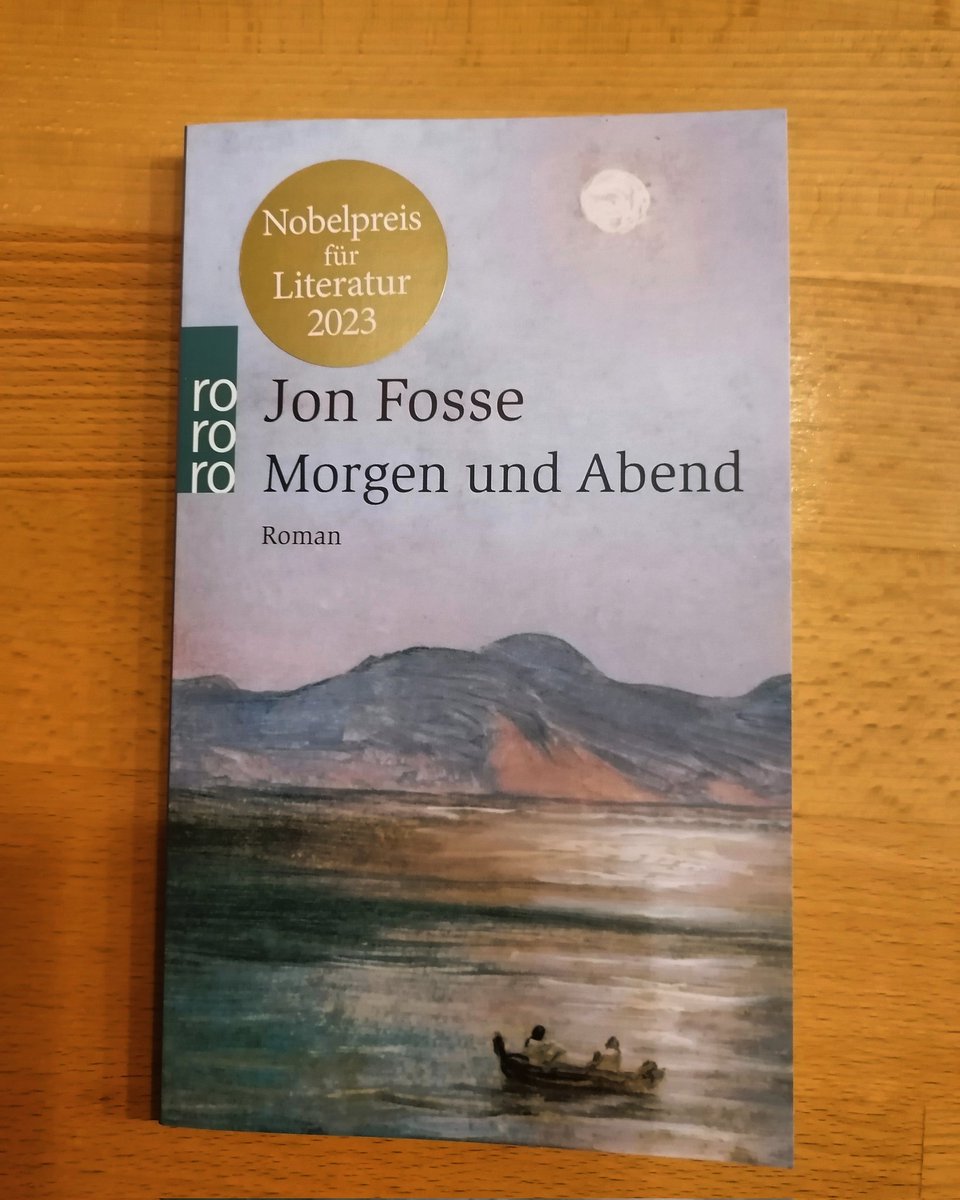 Nobelpreis
für
Literatur
2023
ro
ro
ro
Jon Fosse
Morgen und Abend
Roman